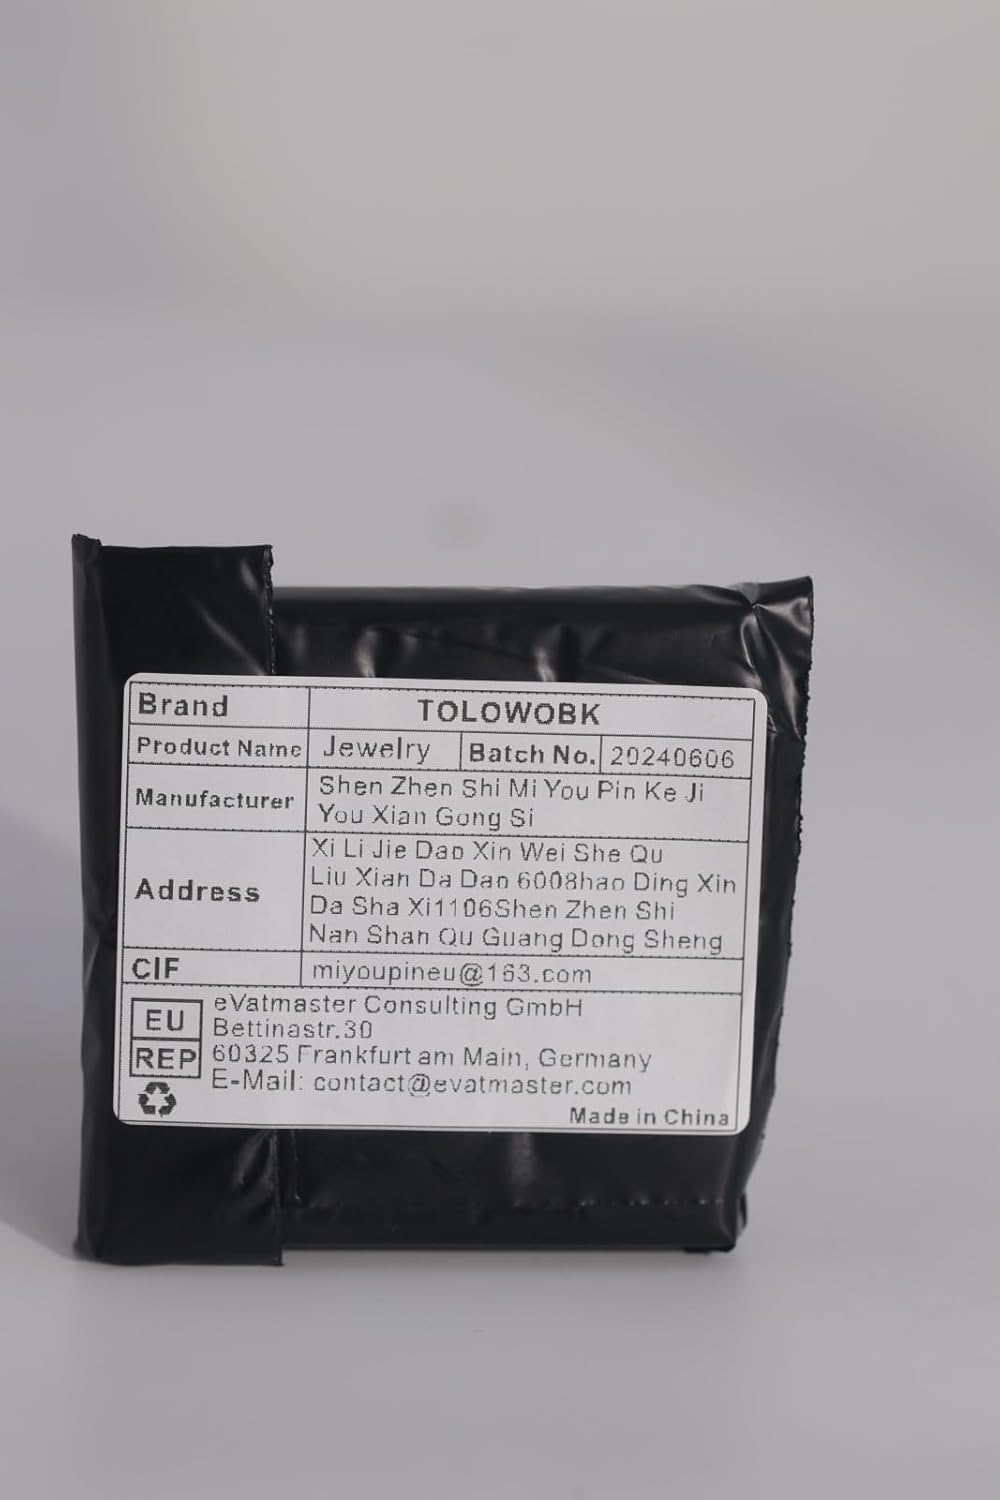 Brand TOLOWOBK
Product Name Jewelry Batch No. 20240606
Manufacturer Shen Zhen Shi Mi You Pin Ke Ji
You Xian Gong Si
Address Xi Li Jie Dao Xin Wei She Qu
Liu Xian Da Dao 6008hao Ding Xin
Da Sha Xi1106Shen Zhen Shi
Nan Shan Qu Guang Dong Sheng
CIF miyoupineu@163.com
EU REP eVatmaster Consulting GmbH
Bettinastr.30
60325 Frankfurt am Main, Germany
E-Mail: contact@evatmaster.com
Made in China